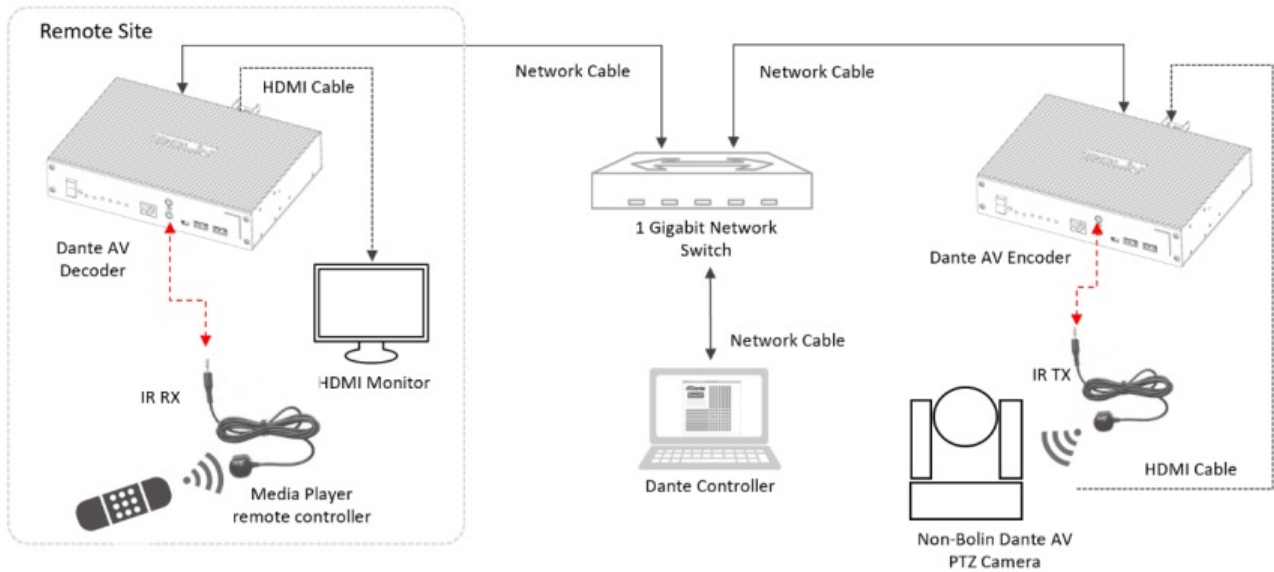 Remote Site
HDMI Cable
Network Cable
Network Cable
Dante AV
Decoder
1 Gigabit Network
Switch
Dante AV Encoder
Network Cable
IR RX
HDMI Monitor
IR TX
Media Player
remote controller
Dante Controller
HDMI Cable
Non-Bolin Dante AV
PTZ Camera